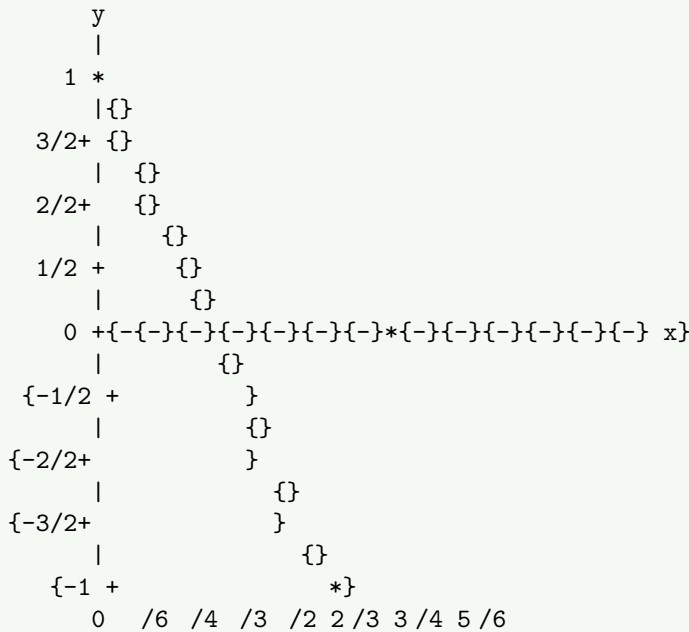 y
|
1 *
|{}
3/2+ {}
| {}
2/2+ {}
| {}
1/2 + {}
| {}
0 +{-{-}{-}{-}{-}{-}{-}*{-}{-}{-}{-}{-}{-} x}
| {}
{-1/2 + }
| {}
{-2/2+ }
| {}
{-3/2+ }
| {}
{-1 + *}
0 /6 /4 /3 /2 2 /3 3 /4 5 /6